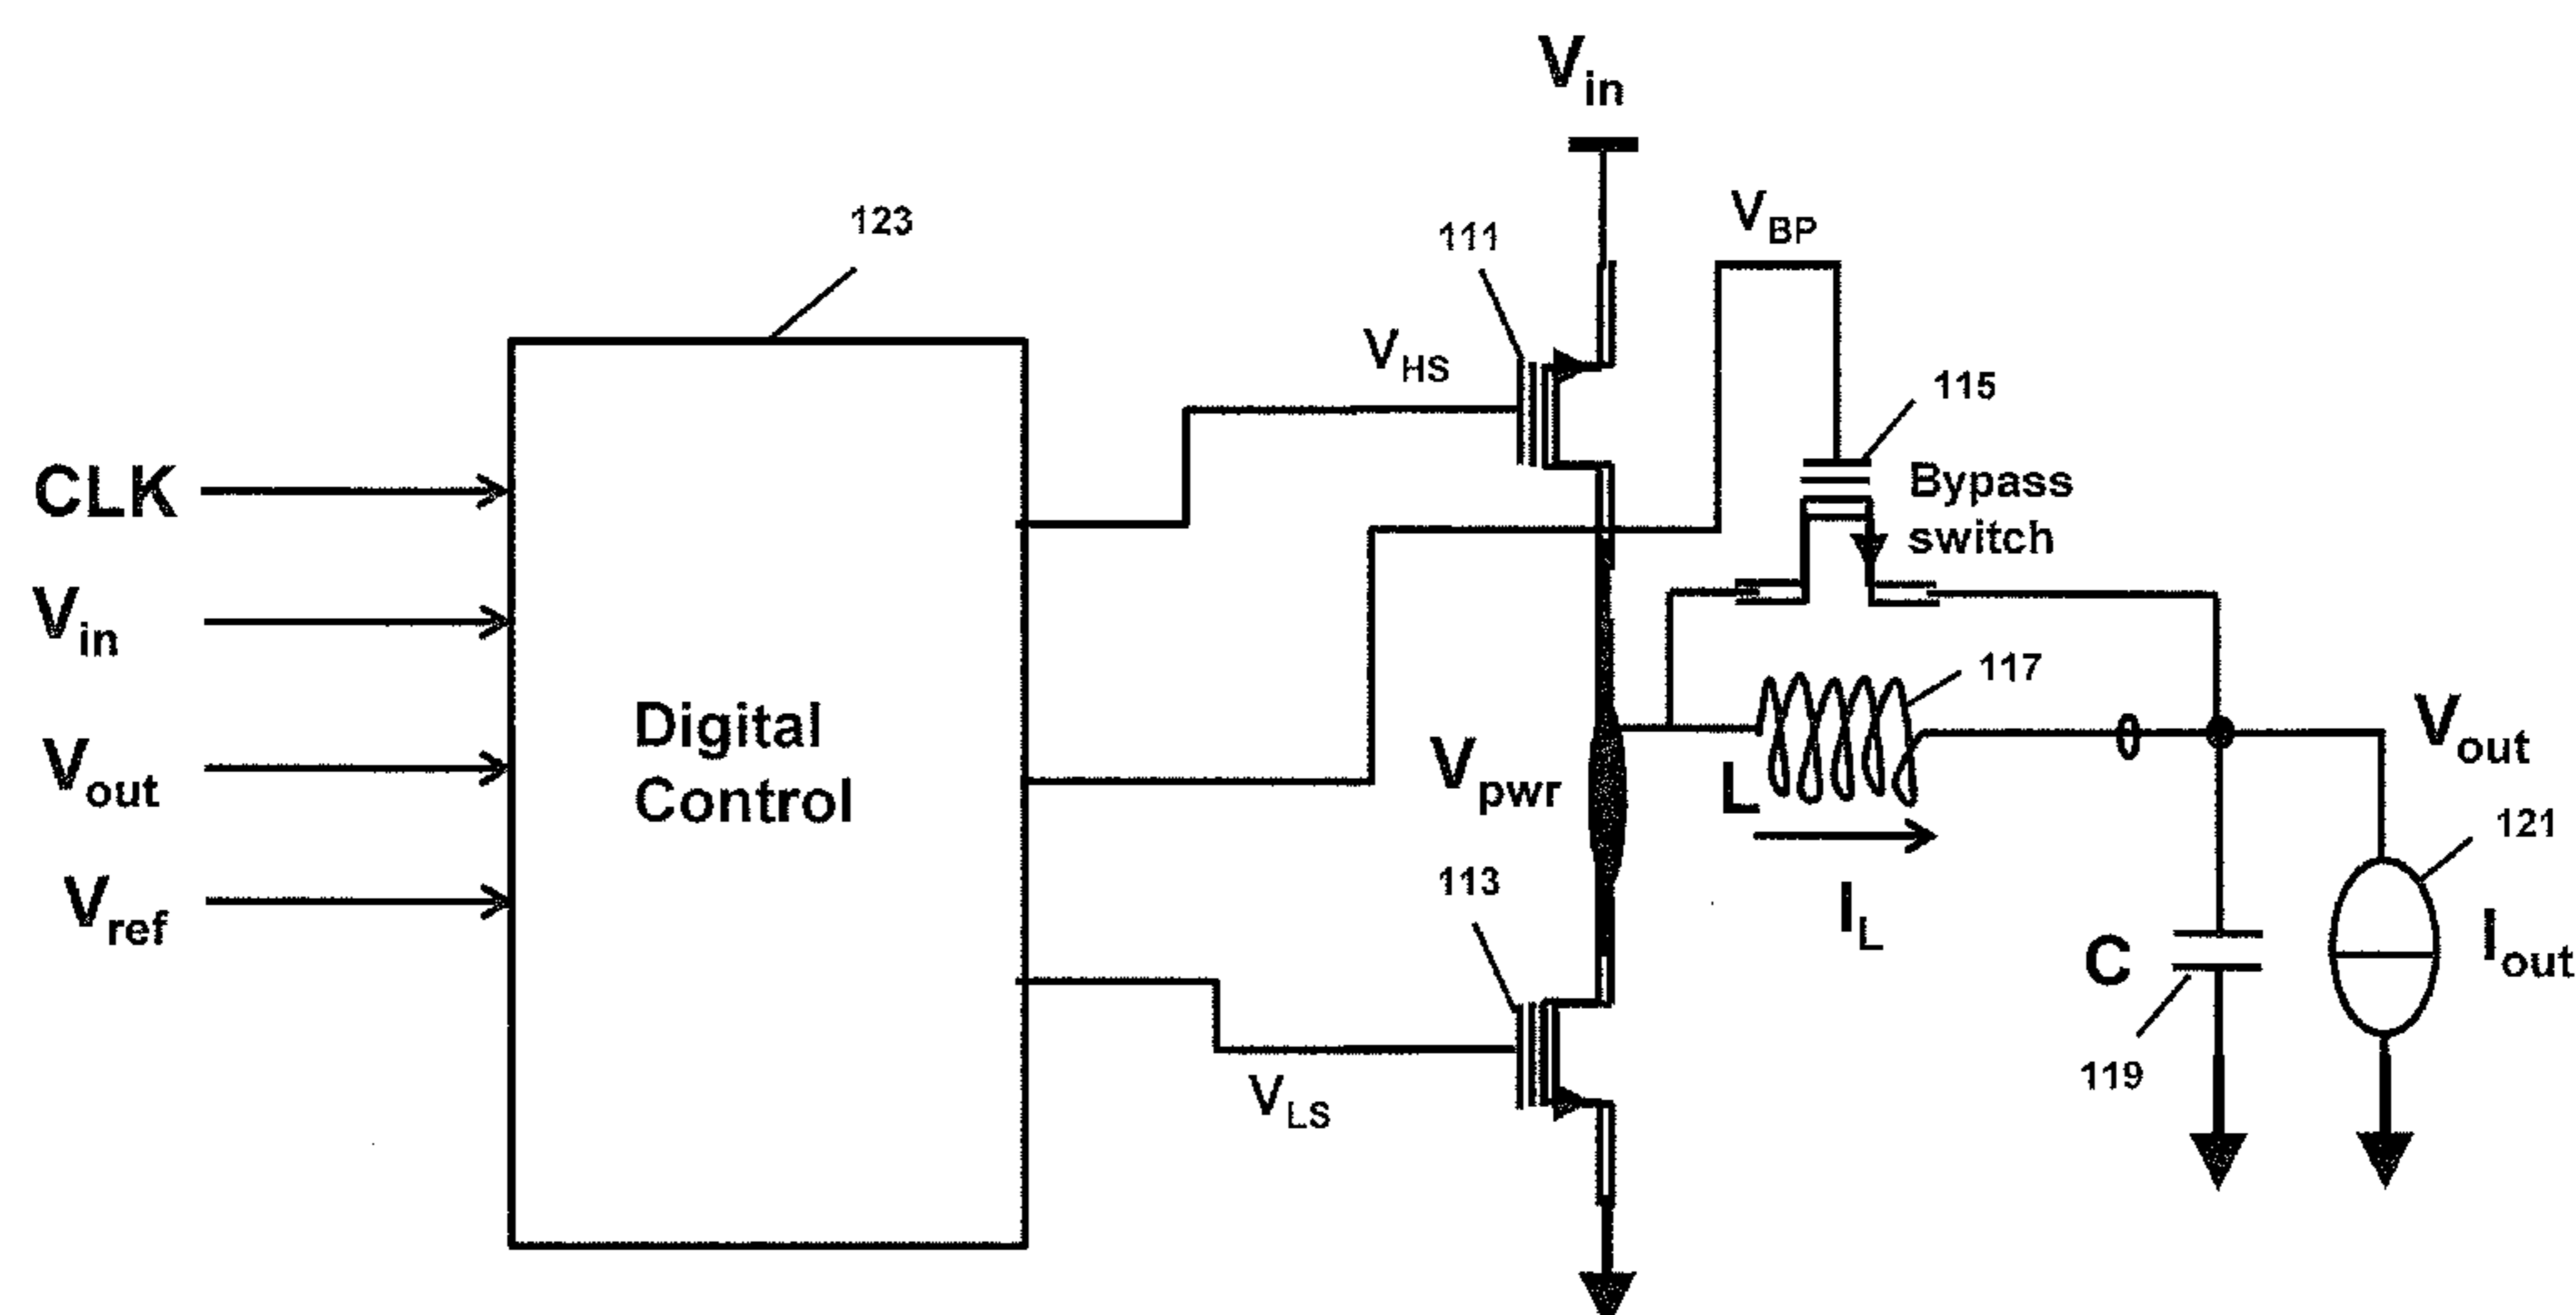 V_in
123
V_BP
111
V_HS
115
Bypass
switch
CLK
V_in
V_out
V_ref
Digital
Control
117
V_pwr
L
V_out
I_L
121
113
C
I_out
119
V_LS